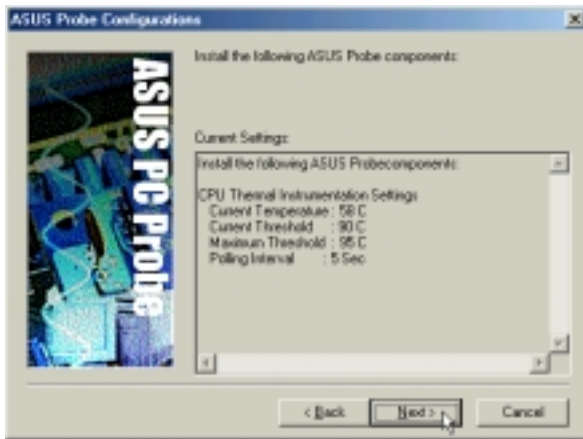 ASUS Probe Configurations
ASUS PC Probe
Install the following ASUS Probe components:
Current Settings:
Install the following ASUS Probecomponents:
CPU Thermal Instrumentation Settings
Current Temperature : 58 C
Current Threshold : 90 C
Maximum Threshold : 95 C
Polling Interval : 5 Sec
< Back
Next >
Cancel